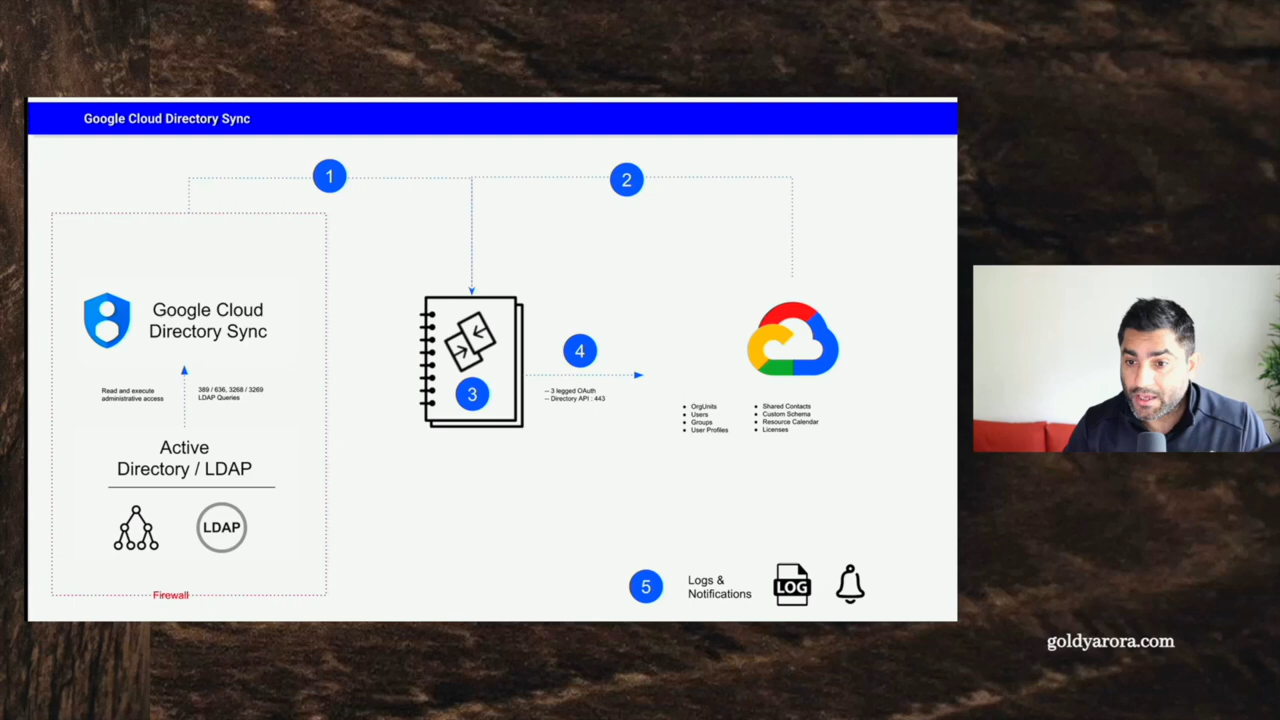 Google Cloud Directory Sync
1
2
Google Cloud
Directory Sync
Read and execute
administrative access
389 / 636, 3268 / 3269
LDAP Queries
Active
Directory / LDAP
LDAP
Firewall
3
4
-- 3 legged OAuth
-- Directory API : 443
● OrgUnits
● Users
● Groups
● User Profiles
● Shared Contacts
● Custom Schema
● Resource Calendar
● Licenses
5
Logs &
Notifications
LOG
goldyarora.com